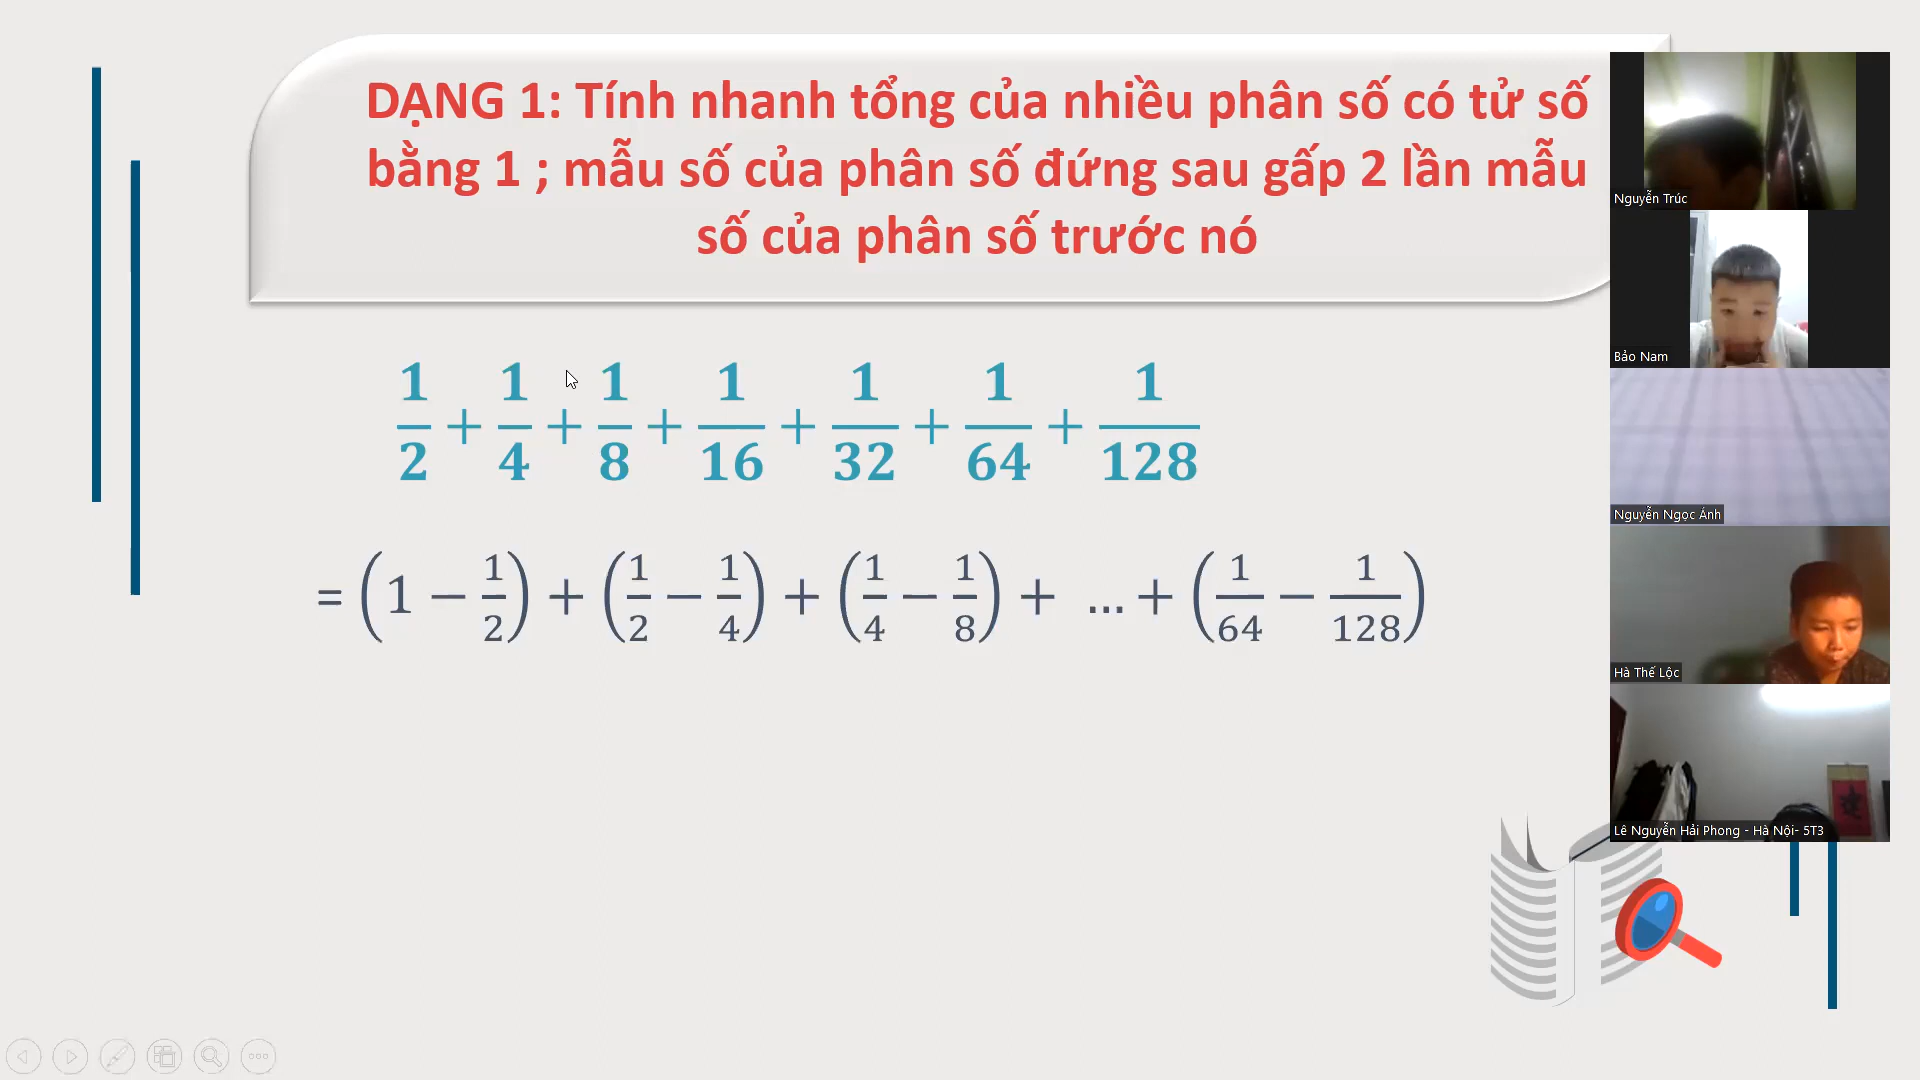 DẠNG 1: Tính nhanh tổng của nhiều phân số có tử số
bằng 1 ; mẫu số của phân số đứng sau gấp 2 lần mẫu
số của phân số trước nó
1/2 + 1/4 + 1/8 + 1/16 + 1/32 + 1/64 + 1/128
= (1 − 1/2) + (1/2 − 1/4) + (1/4 − 1/8) + ... + (1/64 − 1/128)
Nguyễn Trúc
Bảo Nam
Nguyễn Ngọc Ánh
Hà Thế Lộc
Lê Nguyễn Hải Phong - Hà Nội- 5T3